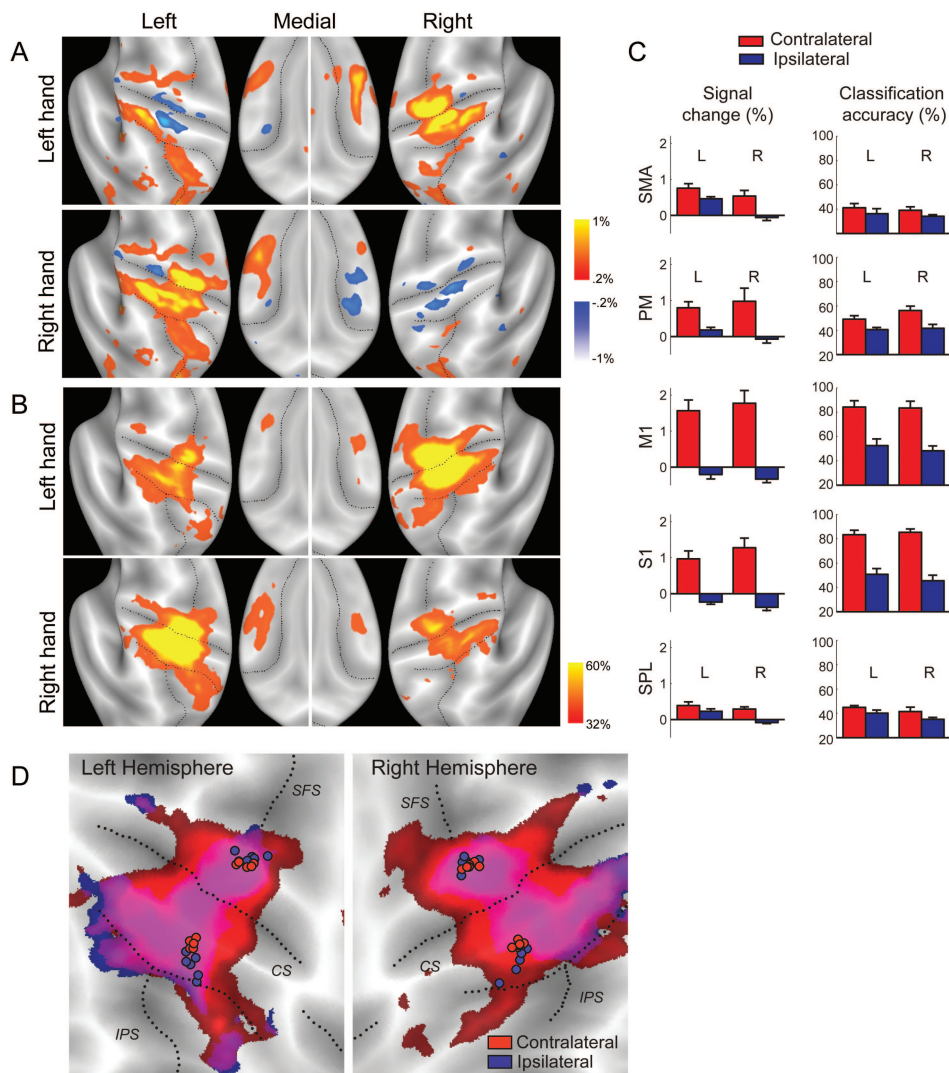 Left Medial Right
A
Left hand
Right hand
1%
.2%
-.2%
-1%
B
Left hand
Right hand
60%
32%
C
Contralateral
Ipsilateral
Signal
change (%)
Classification
accuracy (%)
SMA
2
1
0
L R
100
80
60
40
L R
PM
2
1
0
L R
100
80
60
40
20
L R
M1
2
1
0
100
80
60
40
20
S1
2
1
0
100
80
60
40
20
SPL
2
1
0
L R
100
80
60
40
20
L R
D
Left Hemisphere
SFS
CS
IPS
Right Hemisphere
SFS
CS
IPS
Contralateral
Ipsilateral